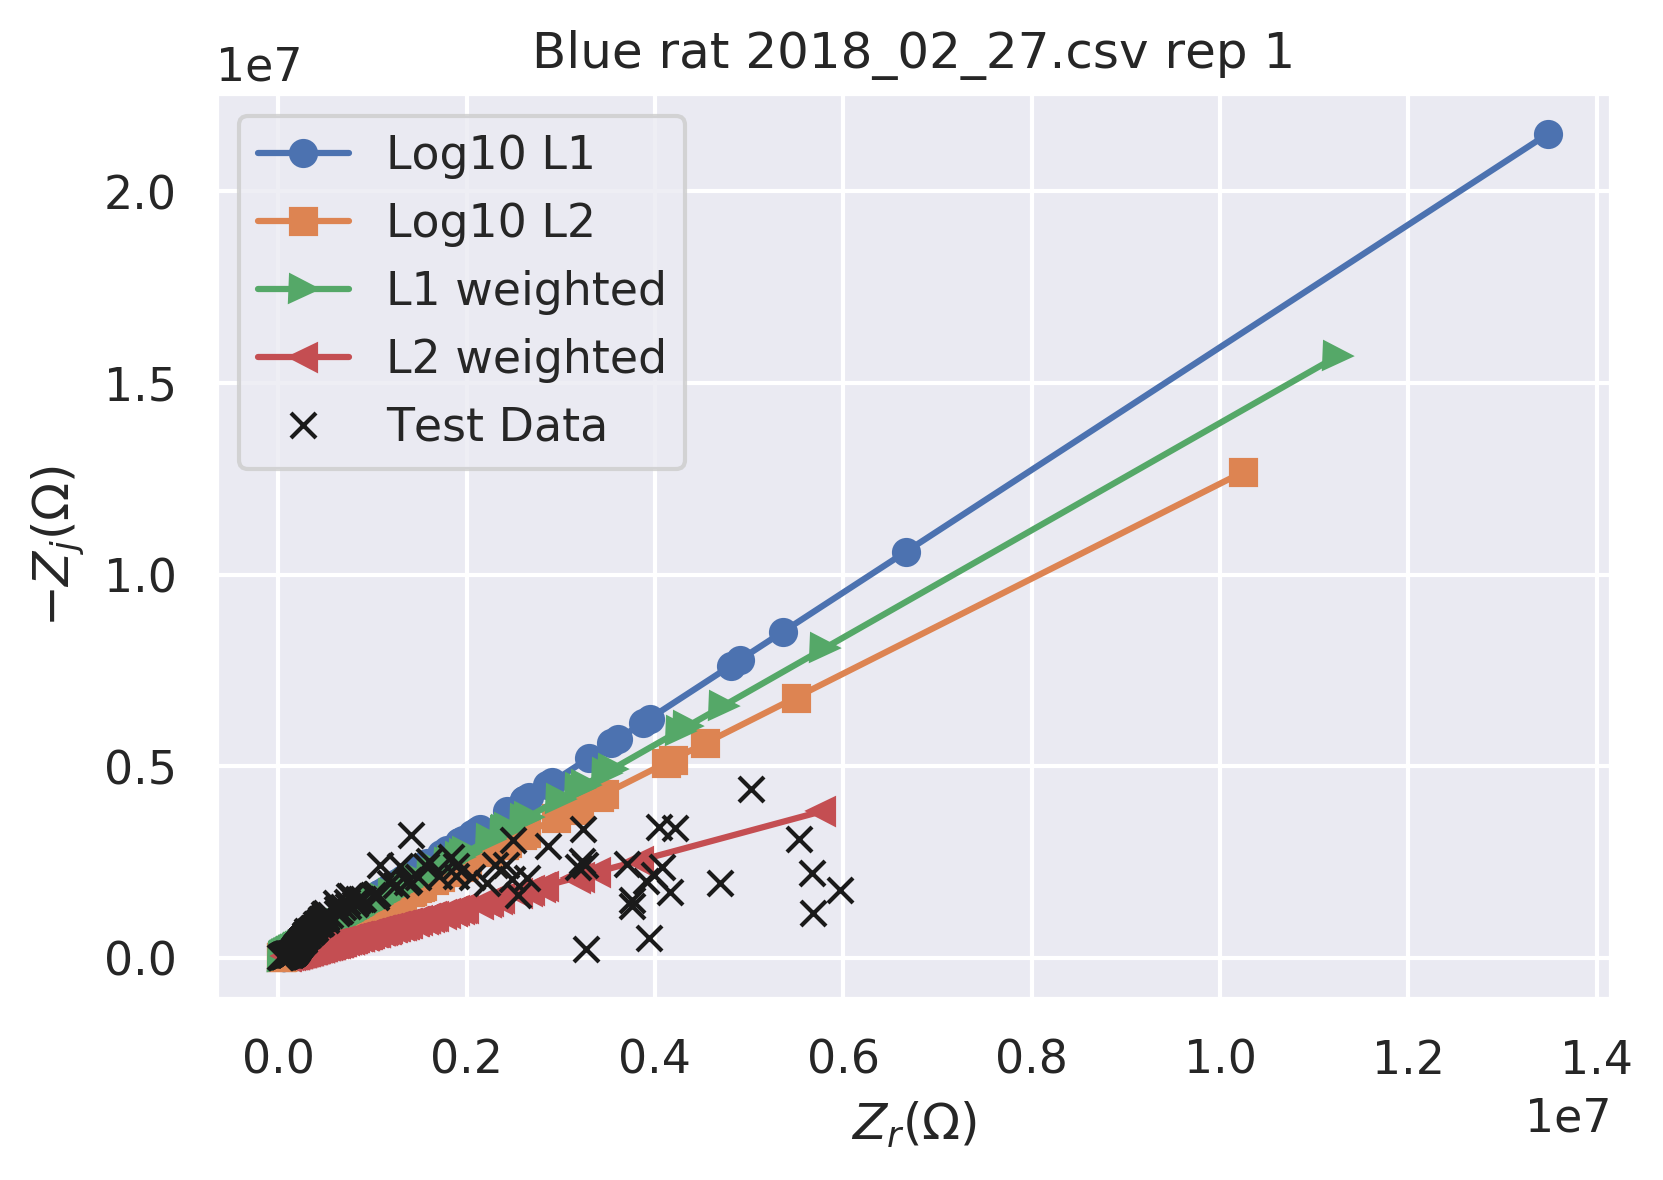 Blue rat 2018_02_27.csv rep 1
1e7
Log10 L1
Log10 L2
L1 weighted
L2 weighted
Test Data
2.0
1.5
1.0
0.5
0.0
−Z_j(Ω)
0.0 0.2 0.4 0.6 0.8 1.0 1.2 1.4
1e7
Z_r(Ω)